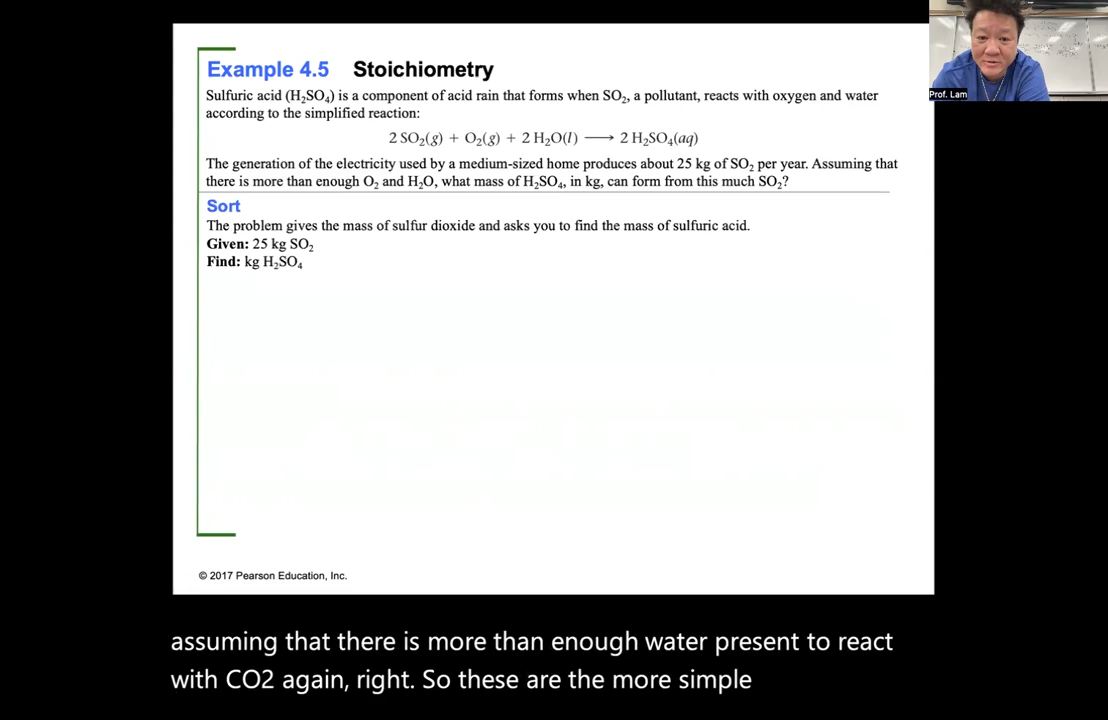 Example 4.5 Stoichiometry
Sulfuric acid (H₂SO₄) is a component of acid rain that forms when SO₂, a pollutant, reacts with oxygen and water
according to the simplified reaction:
2 SO₂(g) + O₂(g) + 2 H₂O(l) ⟶ 2 H₂SO₄(aq)
The generation of the electricity used by a medium-sized home produces about 25 kg of SO₂ per year. Assuming that
there is more than enough O₂ and H₂O, what mass of H₂SO₄, in kg, can form from this much SO₂?
Sort
The problem gives the mass of sulfur dioxide and asks you to find the mass of sulfuric acid.
Given: 25 kg SO₂
Find: kg H₂SO₄
© 2017 Pearson Education, Inc.
Prof. Lam
assuming that there is more than enough water present to react
with CO2 again, right. So these are the more simple